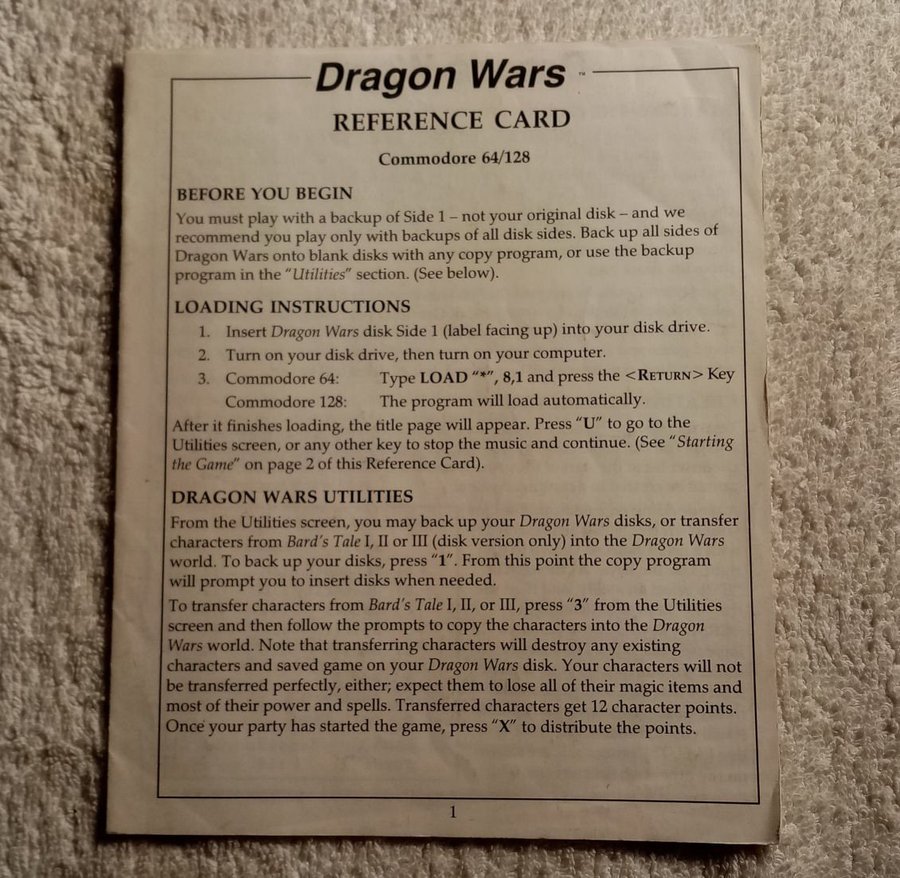 Dragon Wars ™
REFERENCE CARD
Commodore 64/128
BEFORE YOU BEGIN
You must play with a backup of Side 1 – not your original disk – and we
recommend you play only with backups of all disk sides. Back up all sides of
Dragon Wars onto blank disks with any copy program, or use the backup
program in the “Utilities” section. (See below).
LOADING INSTRUCTIONS
1. Insert Dragon Wars disk Side 1 (label facing up) into your disk drive.
2. Turn on your disk drive, then turn on your computer.
3. Commodore 64: Type LOAD “*”, 8,1 and press the <RETURN> Key
Commodore 128: The program will load automatically.
After it finishes loading, the title page will appear. Press “U” to go to the
Utilities screen, or any other key to stop the music and continue. (See “Starting
the Game” on page 2 of this Reference Card).
DRAGON WARS UTILITIES
From the Utilities screen, you may back up your Dragon Wars disks, or transfer
characters from Bard's Tale I, II or III (disk version only) into the Dragon Wars
world. To back up your disks, press “1”. From this point the copy program
will prompt you to insert disks when needed.
To transfer characters from Bard's Tale I, II, or III, press “3” from the Utilities
screen and then follow the prompts to copy the characters into the Dragon
Wars world. Note that transferring characters will destroy any existing
characters and saved game on your Dragon Wars disk. Your characters will not
be transferred perfectly, either; expect them to lose all of their magic items and
most of their power and spells. Transferred characters get 12 character points.
Once your party has started the game, press “X” to distribute the points.
1